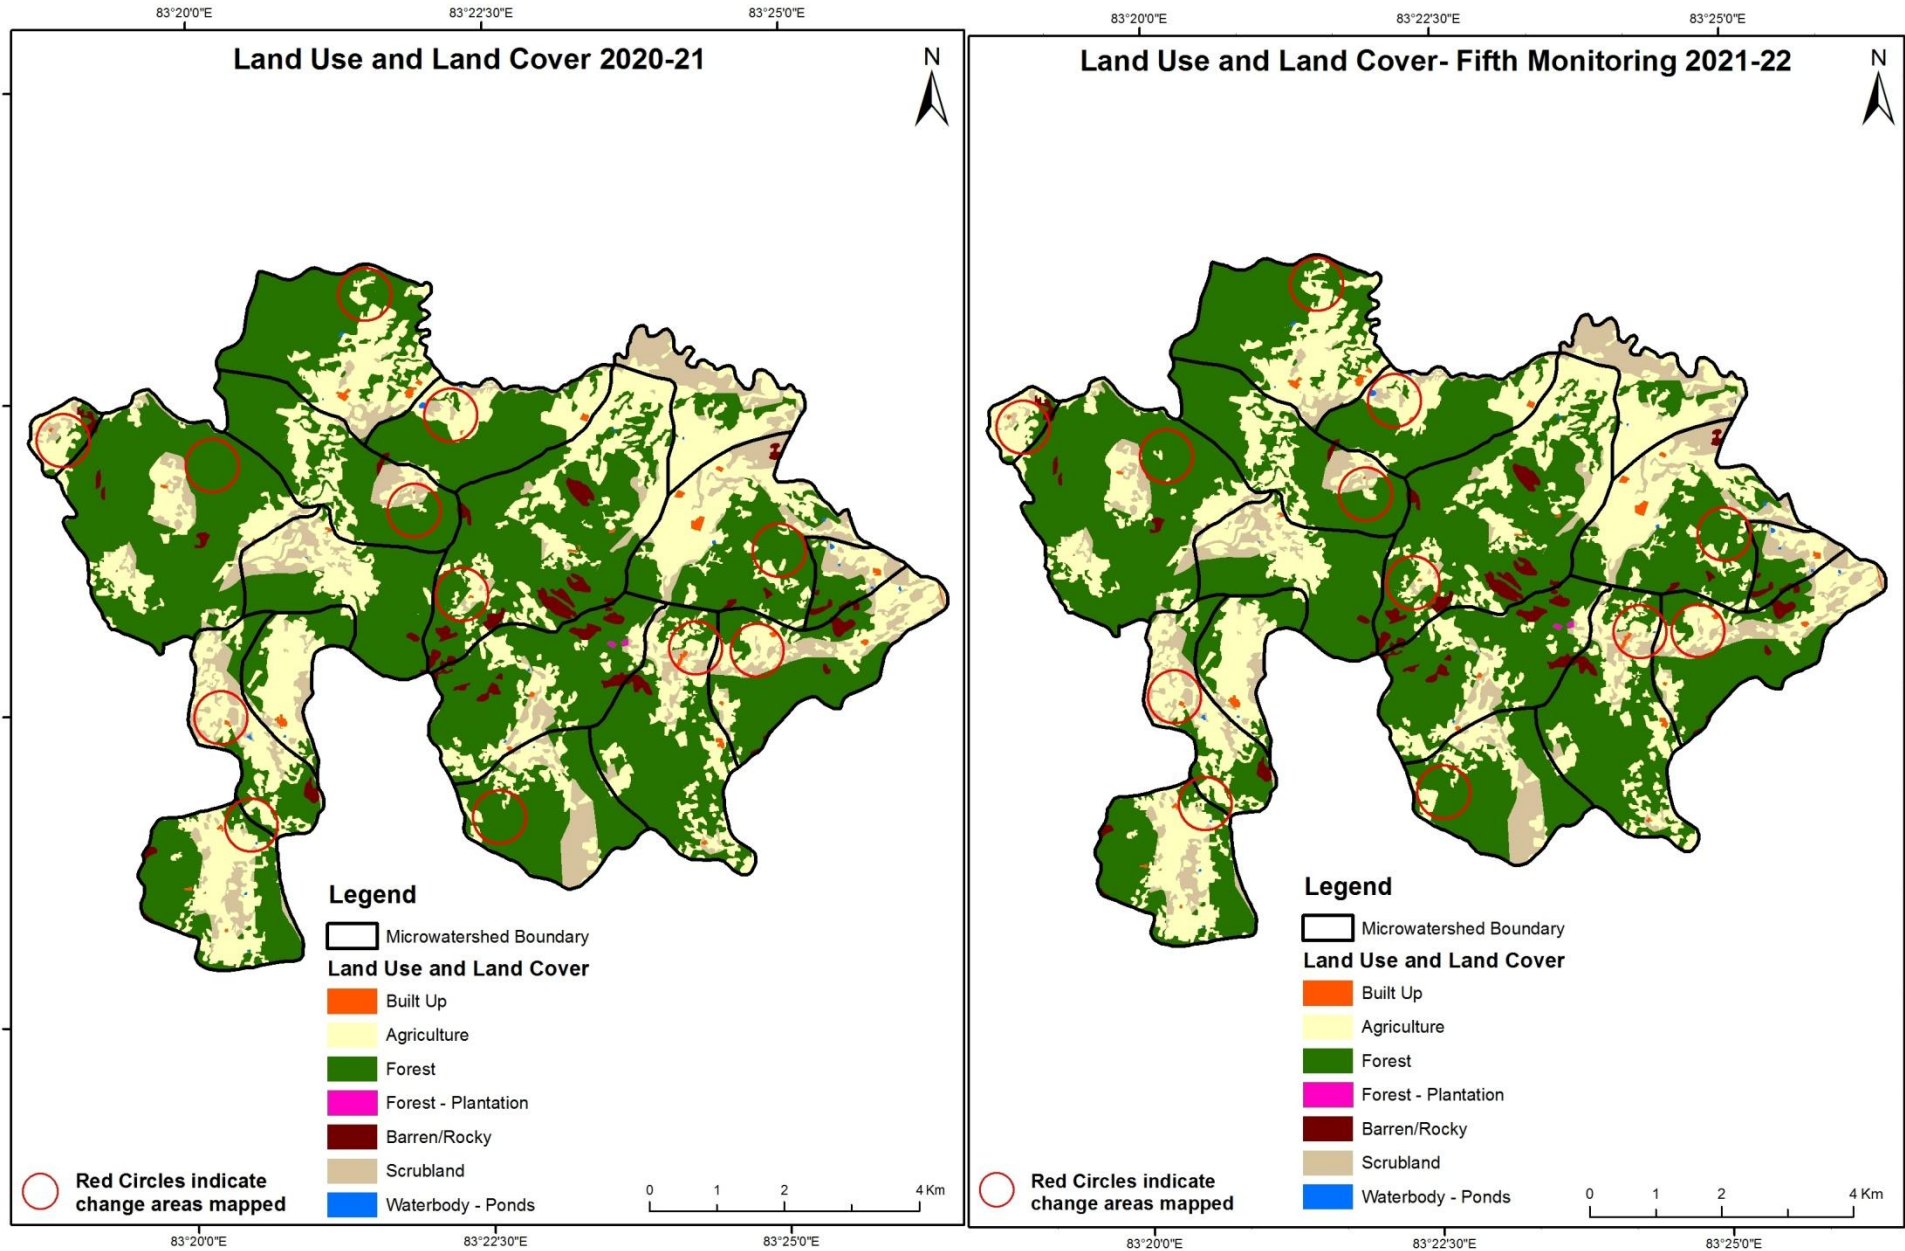 83°20'0"E
83°22'30"E
83°25'0"E
Land Use and Land Cover 2020-21
N
Legend
Microwatershed Boundary
Land Use and Land Cover
Built Up
Agriculture
Forest
Forest - Plantation
Barren/Rocky
Scrubland
Waterbody - Ponds
Red Circles indicate
change areas mapped
0 1 2 4 Km
83°20'0"E
83°22'30"E
83°25'0"E
83°20'0"E
83°22'30"E
83°25'0"E
Land Use and Land Cover- Fifth Monitoring 2021-22
N
Legend
Microwatershed Boundary
Land Use and Land Cover
Built Up
Agriculture
Forest
Forest - Plantation
Barren/Rocky
Scrubland
Waterbody - Ponds
Red Circles indicate
change areas mapped
0 1 2 4 Km
83°20'0"E
83°22'30"E
83°25'0"E